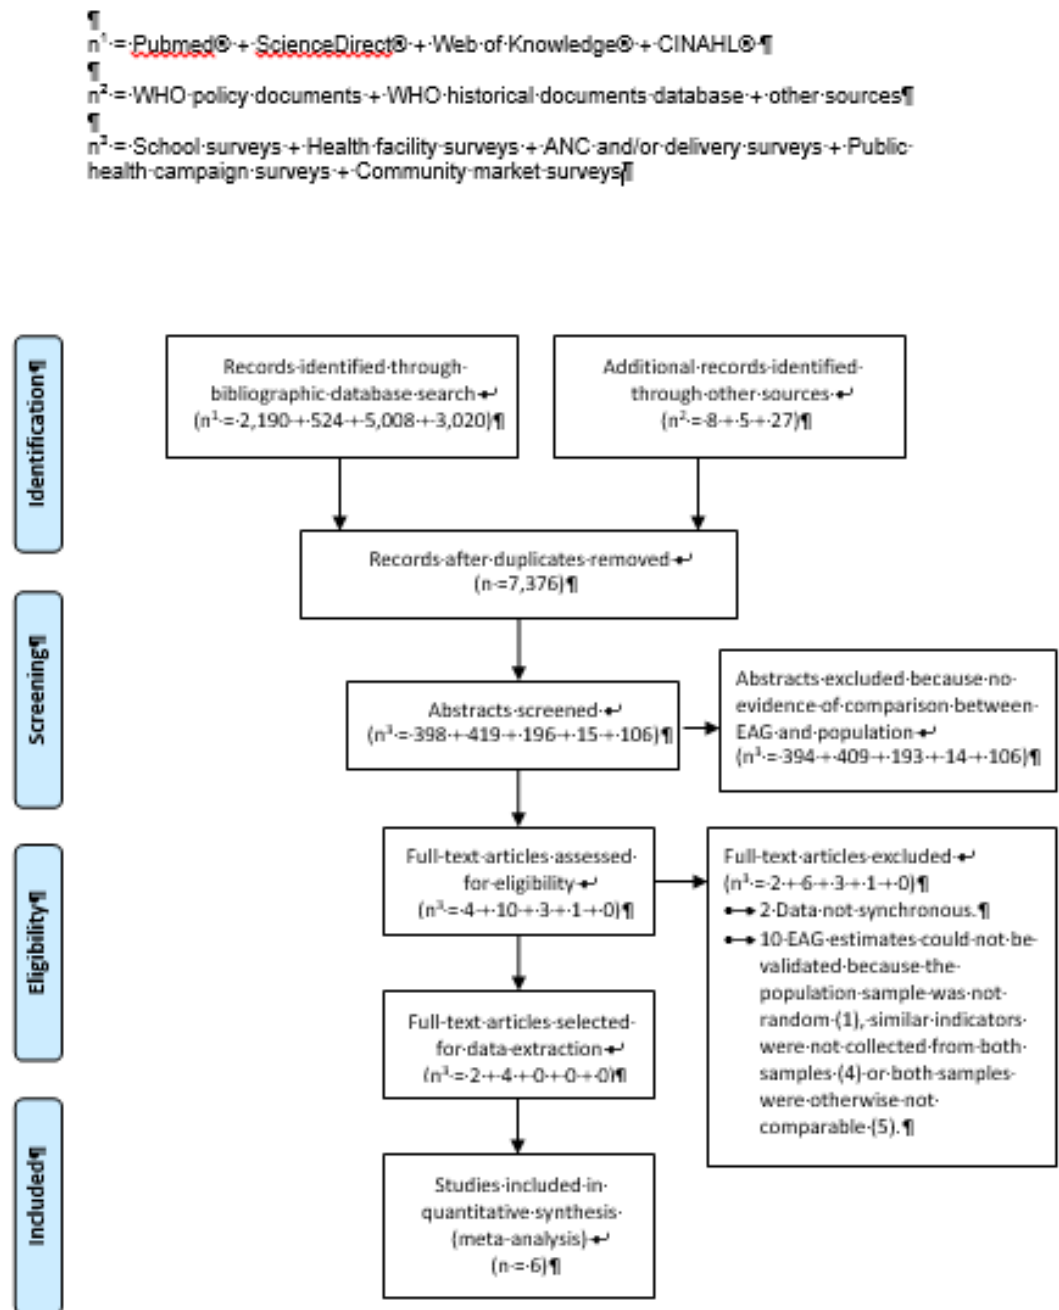 ¶
n¹·=·Pubmed®·+·ScienceDirect®·+·Web·of·Knowledge®·+·CINAHL®·¶
¶
n²·=·WHO·policy·documents·+·WHO·historical·documents·database·+·other·sources¶
¶
n³·=·School·surveys·+·Health·facility·surveys·+·ANC·and/or·delivery·surveys·+·Public·
health·campaign·surveys·+·Community·market·surveys¶
Identification¶
Records·identified·through·
bibliographic·database·search·↵
(n¹·=·2,190·+·524·+·5,008·+·3,020)¶
Additional·records·identified·
through·other·sources·↵
(n²·=·8·+·5·+·27)¶
Records·after·duplicates·removed·↵
(n·=7,376)¶
Screening¶
Abstracts·screened·↵
(n³·=·398·+·419·+·196·+·15·+·106)¶
Abstracts·excluded·because·no·
evidence·of·comparison·between·
EAG·and·population·↵
(n³·=·394·+·409·+·193·+·14·+·106)¶
Eligibility¶
Full-text·articles·assessed·
for·eligibility·↵
(n³·=·4·+·10·+·3·+·1·+·0)¶
Full-text·articles·excluded·↵
(n³·=·2·+·6·+·3·+·1·+·0)¶
•→2·Data·not·synchronous.¶
•→10·EAG·estimates·could·not·be·
validated·because·the·
population·sample·was·not·
random·(1),·similar·indicators·
were·not·collected·from·both·
samples·(4)·or·both·samples·
were·otherwise·not·
comparable·(5).¶
Full-text·articles·selected·
for·data·extraction·↵
(n³·=·2·+·4·+·0·+·0·+·0)¶
Included¶
Studies·included·in·
quantitative·synthesis·
(meta-analysis)·↵
(n·=·6)¶